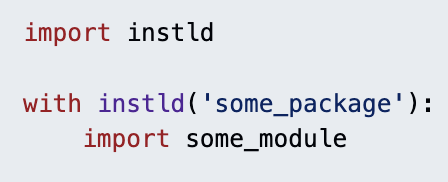 import instld
with instld('some_package'):
    import some_module